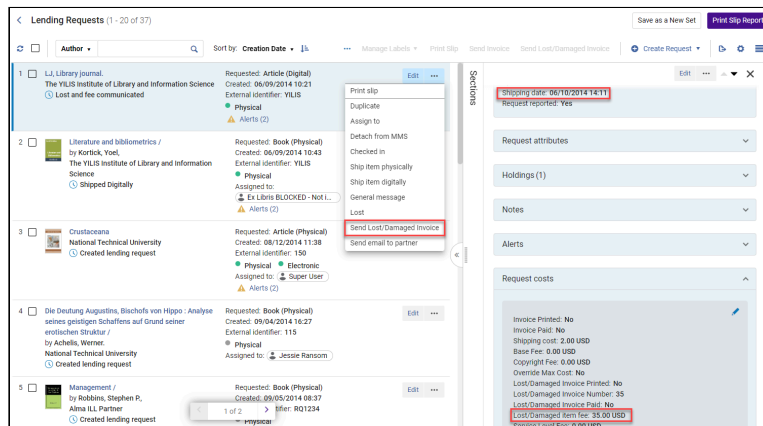 Lending Requests (1 - 20 of 37)
Save as a New Set
Print Slip Report
Author
Sort by: Creation Date
Manage Labels
Print Slip
Send Invoice
Send Lost/Damaged Invoice
Create Request
1
LJ, Library journal.
The YILIS Institute of Library and Information Science
Lost and fee communicated
Requested: Article (Digital)
Created: 06/10/2014
External identifier: YILIS
Physical
Alerts (2)
Edit
Print slip
Duplicate
Assign to
Detach from MMS
Checked in
Ship item physically
Ship item digitally
General message
Lost
Send Lost/Damaged Invoice
Send email to partner
2
Literature and bibliometrics /
by Kortick, Yoel,
The YILIS Institute of Library and Information
Science
Shipped Digitally
Requested: Book (Physical)
Created: 06/09/2014 10:43
External identifier: YILIS
Physical
Assigned to:
Ex Libris BLOCKED - Not i...
Alerts (2)
3
Crustaceana
National Technical University
Created lending request
Requested: Article (Physical)
Created: 08/12/2014 11:38
External identifier: 150
Physical Electronic
Assigned to: Super User
Alerts (2)
4
Die Deutung Augustins, Bischofs von Hippo : Analyse
seines geistigen Schaffens auf Grund seiner
erotischen Struktur /
by Achelis, Werner.
National Technical University
Created lending request
Requested: Book (Physical)
Created: 09/04/2014 16:27
External identifier: 115
Physical
Assigned to: Jessie Ransom
Edit
5
Management /
by Robbins, Stephen P.,
Alma ILL Partner
Created lending request
Requested: Book (Physical)
Created: 09/05/2014 08:37
RQ1234
Physical
Edit
1 of 2
Sections
Edit
Shipping date: 06/10/2014 14:11
Request reported: Yes
Request attributes
Holdings (1)
Notes
Alerts
Request costs
Invoice Printed: No
Invoice Paid: No
Shipping cost: 2.00 USD
Base Fee: 0.00 USD
Copyright Fee: 0.00 USD
Override Max Cost: No
Lost/Damaged Invoice Printed: No
Lost/Damaged Invoice Number: 35
Lost/Damaged Invoice Paid: No
Lost/Damaged item fee: 35.00 USD
Service Level Fee: 0.00 USD